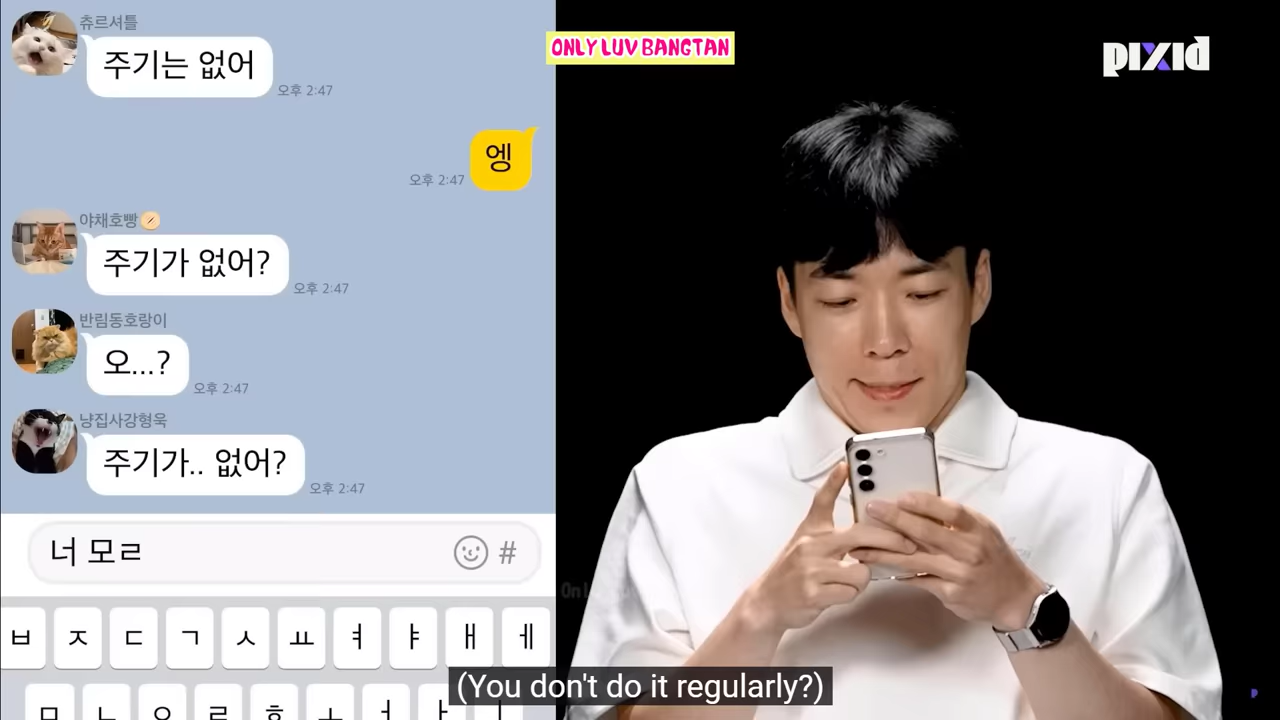 츄르셔틀
주기는 없어
오후 2:47
엥
오후 2:47
야채호빵
주기가 없어?
오후 2:47
반림동호랑이
오...?
오후 2:47
냥집사강형욱
주기가.. 없어?
오후 2:47
너 모ㄹ
#
ㅂ ㅈ ㄷ ㄱ ㅅ ㅛ ㅕ ㅑ ㅐ ㅔ
ㅁ ㄴ ㅇ ㄹ ㅎ ㅗ ㅓ ㅏ ㅣ
ONLY LUV BANGTAN
pixid
(You don't do it regularly?)